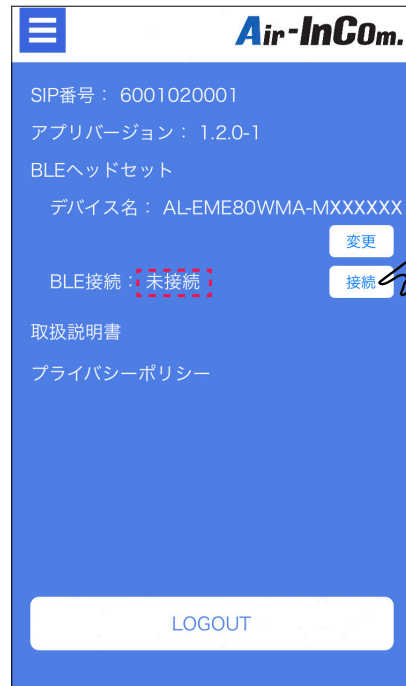 Air-InCom.
SIP番号： 6001020001
アプリバージョン： 1.2.0-1
BLEヘッドセット
デバイス名： AL-EME80WMA-MXXXXXX
変更
BLE接続：未接続
接続
取扱説明書
プライバシーポリシー
LOGOUT